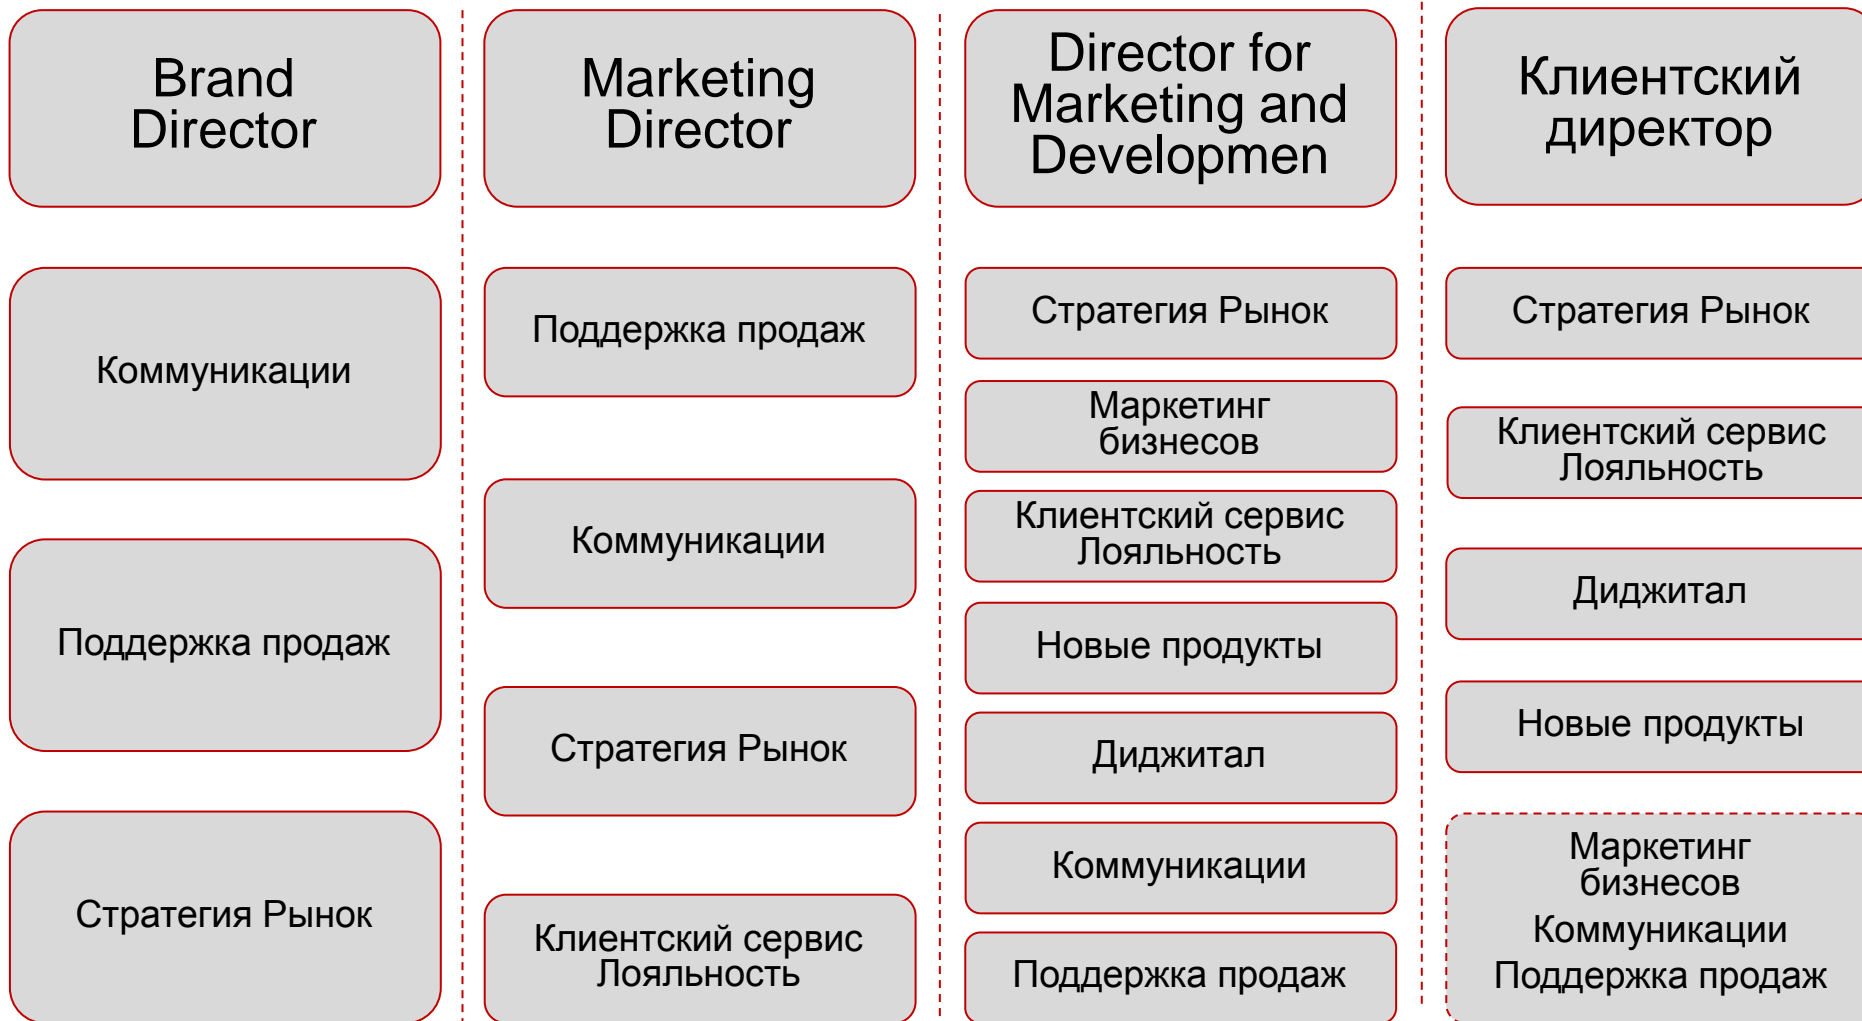 Brand
Director
Коммуникации
Поддержка продаж
Стратегия Рынок
Marketing
Director
Поддержка продаж
Коммуникации
Стратегия Рынок
Клиентский сервис
Лояльность
Director for
Marketing and
Developmen
Стратегия Рынок
Маркетинг
бизнесов
Клиентский сервис
Лояльность
Новые продукты
Диджитал
Коммуникации
Поддержка продаж
Клиентский
директор
Стратегия Рынок
Клиентский сервис
Лояльность
Диджитал
Новые продукты
Маркетинг
бизнесов
Коммуникации
Поддержка продаж